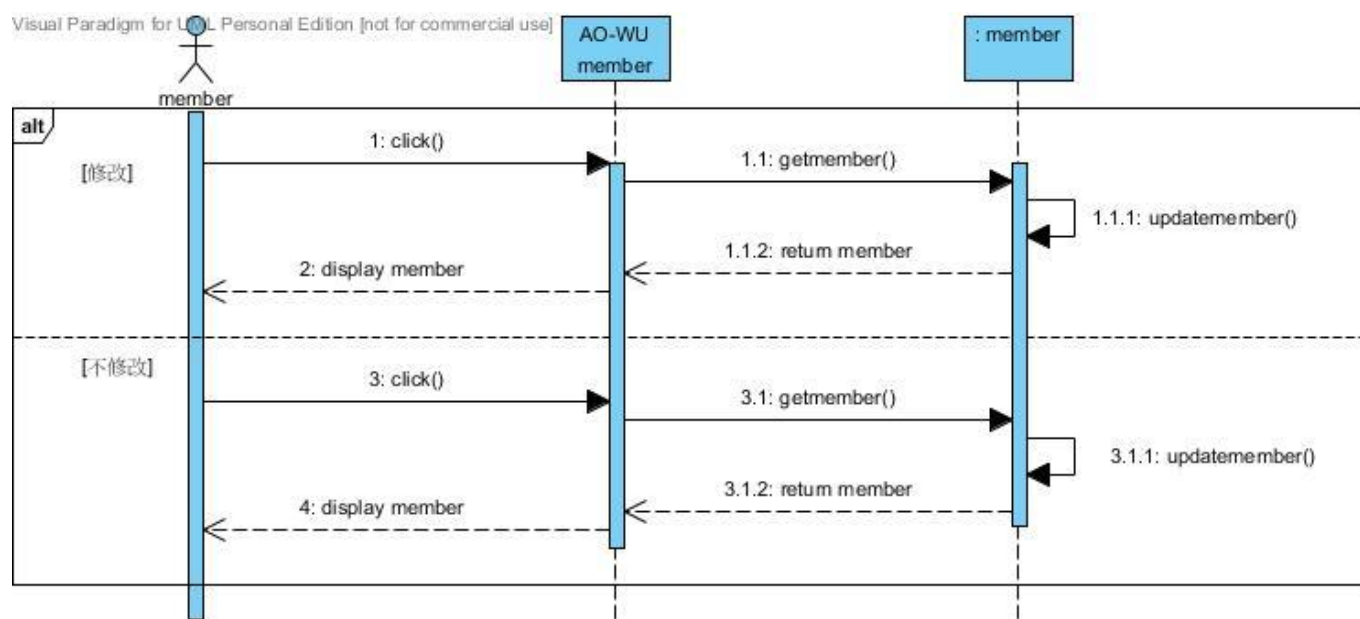 Visual Paradigm for UML Personal Edition [not for commercial use]
AO-WU
member
: member
member
alt
1: click()
[修改]
1.1: getmember()
1.1.1: updatemember()
1.1.2: return member
2: display member
[不修改]
3: click()
3.1: getmember()
3.1.1: updatemember()
3.1.2: return member
4: display member